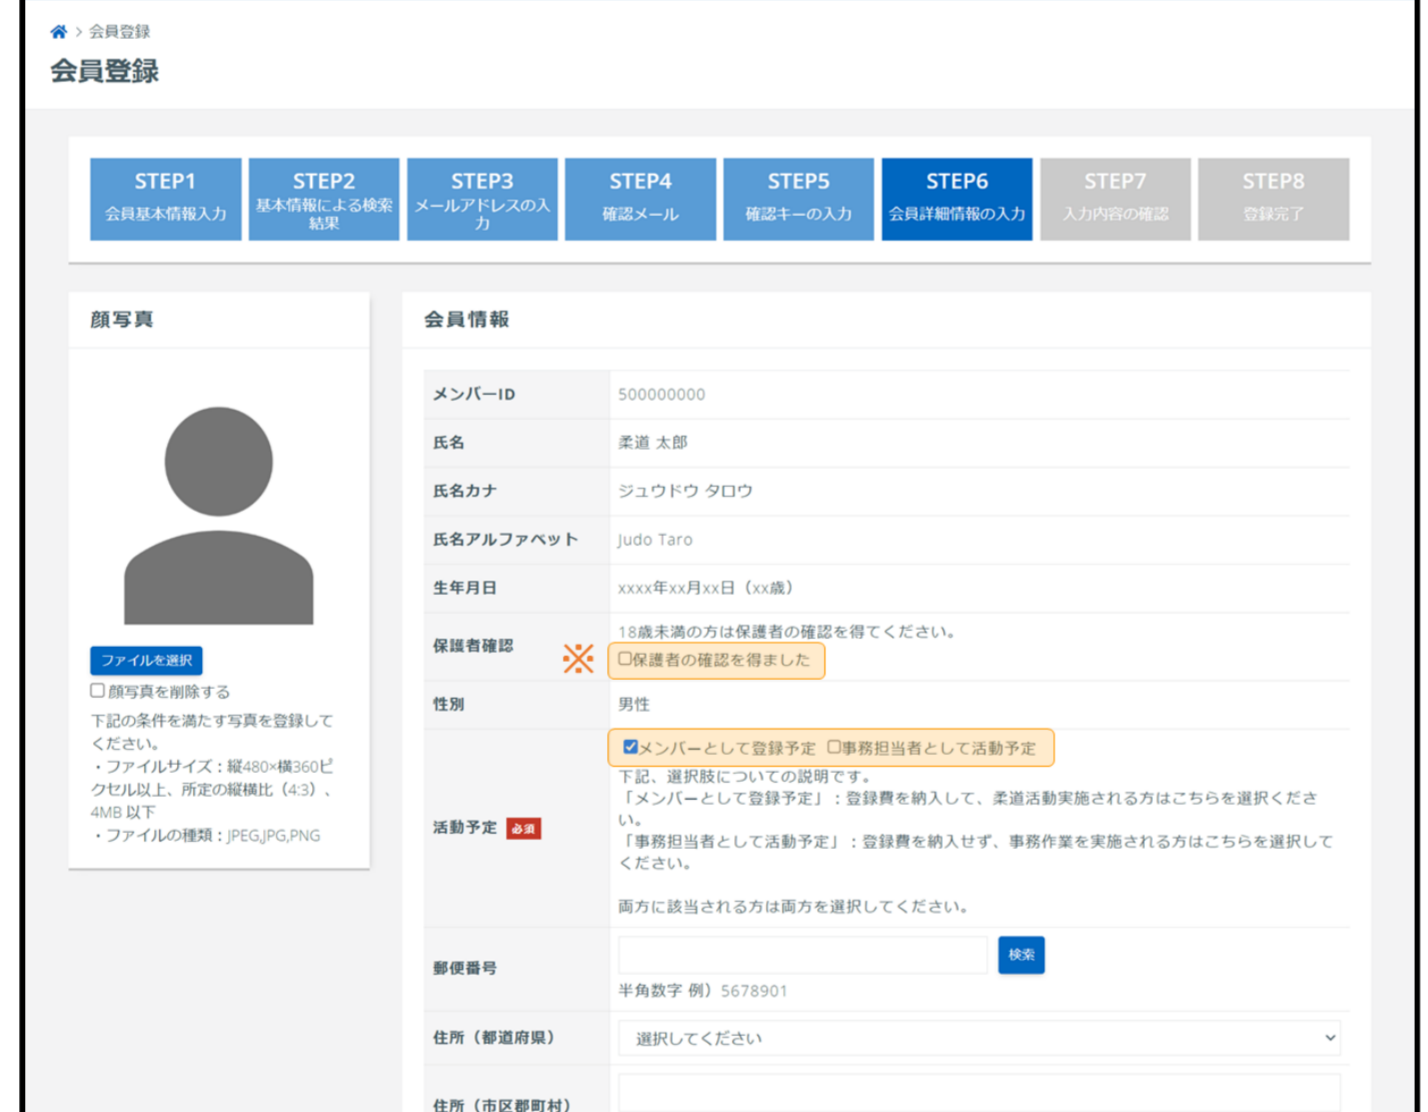 > 会員登録
会員登録
STEP1
会員基本情報入力
STEP2
基本情報による検索
結果
STEP3
メールアドレスの入
力
STEP4
確認メール
STEP5
確認キーの入力
STEP6
会員詳細情報の入力
STEP7
入力内容の確認
STEP8
登録完了
顔写真
ファイルを選択
顔写真を削除する
下記の条件を満たす写真を登録して
ください。
・ファイルサイズ：縦480×横360ピ
クセル以上、所定の縦横比（4:3）、
4MB 以下
・ファイルの種類：JPEG,JPG,PNG
会員情報
メンバーID 500000000
氏名 柔道 太郎
氏名カナ ジュウドウ タロウ
氏名アルファベット Judo Taro
生年月日 xxxx年xx月xx日（xx歳）
保護者確認
18歳未満の方は保護者の確認を得てください。
※ 保護者の確認を得ました
性別 男性
活動予定 必須
メンバーとして登録予定 事務担当者として活動予定
下記、選択肢についての説明です。
「メンバーとして登録予定」：登録費を納入して、柔道活動実施される方はこちらを選択くださ
い。
「事務担当者として活動予定」：登録費を納入せず、事務作業を実施される方はこちらを選択して
ください。
両方に該当される方は両方を選択してください。
郵便番号
検索
半角数字 例）5678901
住所（都道府県） 選択してください
住所（市区郡町村）